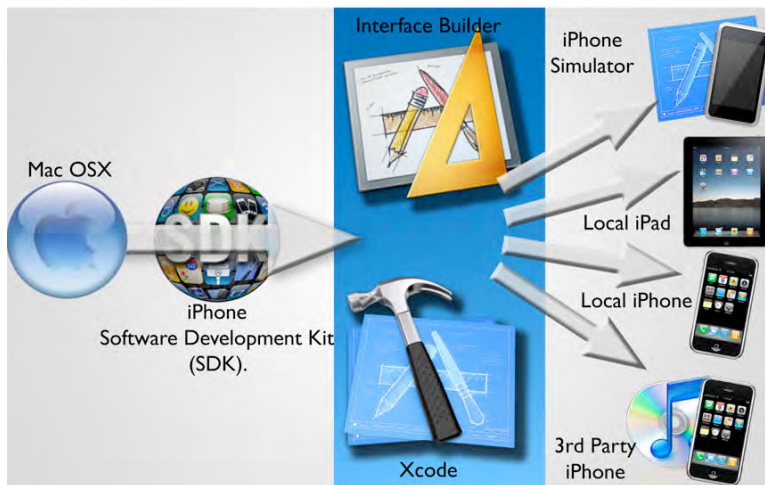 Interface Builder
iPhone
Simulator
Mac OSX
SDK
Local iPad
iPhone
Software Development Kit
(SDK).
Local iPhone
Xcode
3rd Party
iPhone